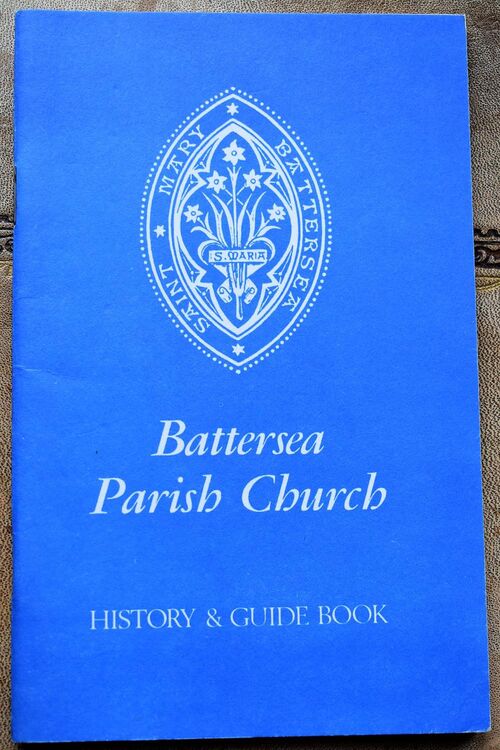 SAINT MARY BATTERSEA
S. MARIA
Battersea
Parish Church
HISTORY & GUIDE BOOK